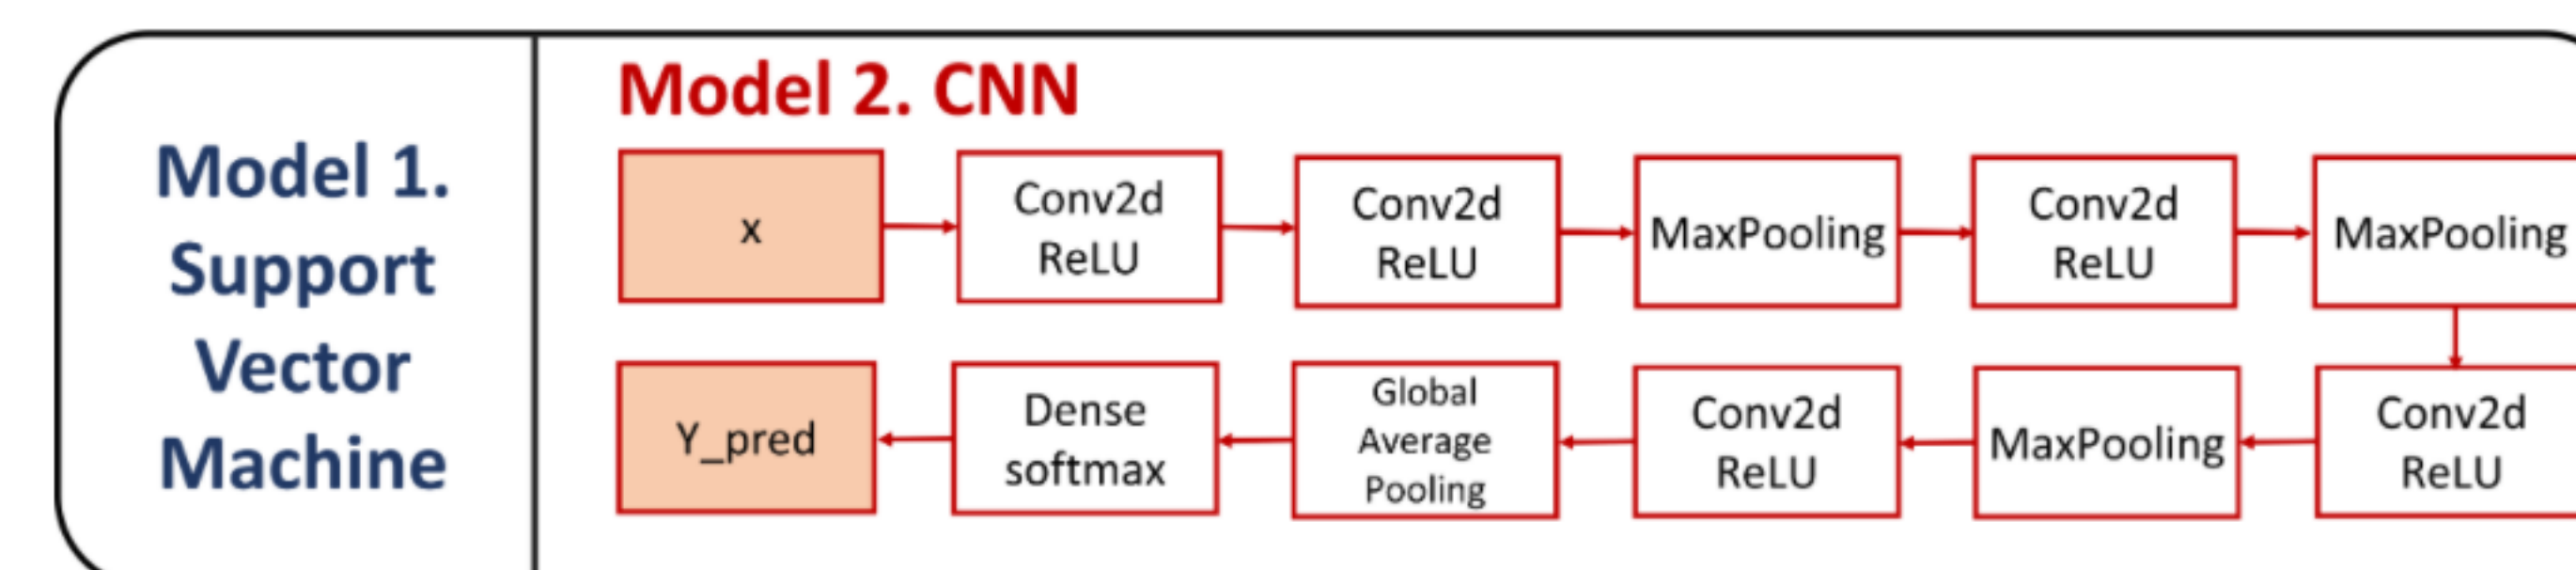 Model 1.
Support
Vector
Machine
Model 2. CNN
x
Conv2d
ReLU
Conv2d
ReLU
MaxPooling
Conv2d
ReLU
MaxPooling
Conv2d
ReLU
MaxPooling
Conv2d
ReLU
Global
Average
Pooling
Dense
softmax
Y_pred